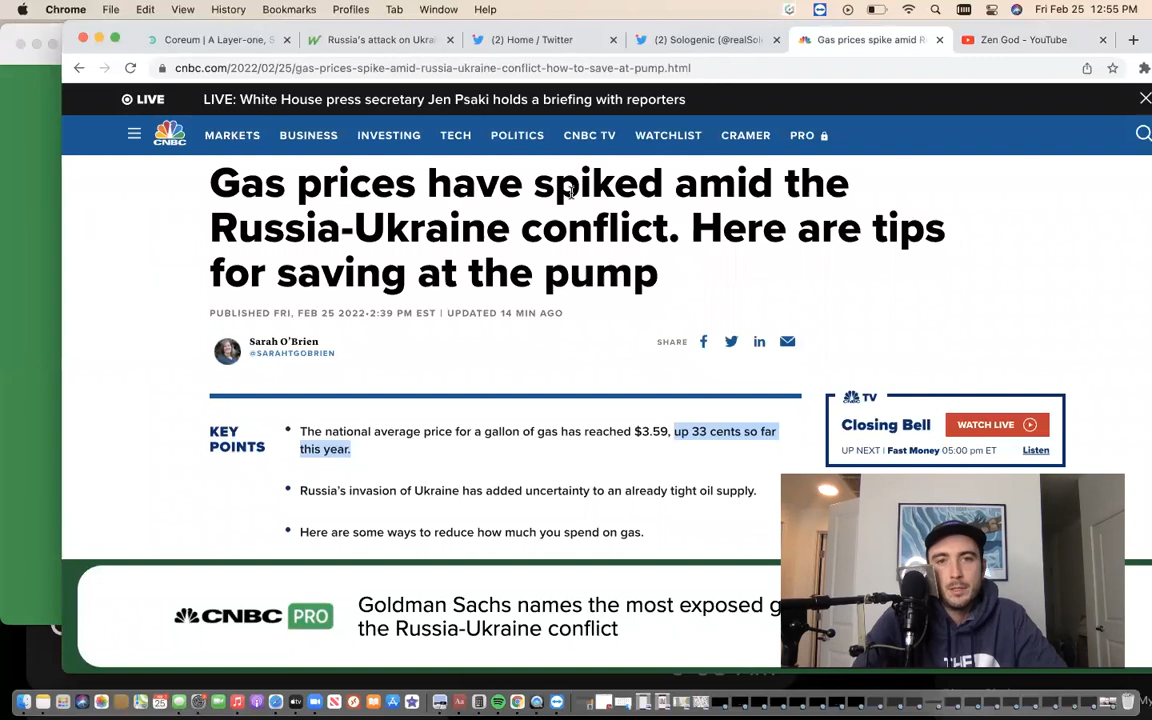 Chrome File Edit View History Bookmarks Profiles Tab Window Help Fri Feb 25 12:55 PM
Coreum | A Layer-one, S Russia's attack on Ukrai (2) Home / Twitter (2) Sologenic (@realSol Gas prices spike amid R Zen God - YouTube
cnbc.com/2022/02/25/gas-prices-spike-amid-russia-ukraine-conflict-how-to-save-at-pump.html
LIVE LIVE: White House press secretary Jen Psaki holds a briefing with reporters
CNBC MARKETS BUSINESS INVESTING TECH POLITICS CNBC TV WATCHLIST CRAMER PRO
Gas prices have spiked amid the
Russia-Ukraine conflict. Here are tips
for saving at the pump
PUBLISHED FRI, FEB 25 2022•2:39 PM EST | UPDATED 14 MIN AGO
Sarah O'Brien
@SARAHTGOBRIEN
SHARE
KEY
POINTS
The national average price for a gallon of gas has reached $3.59, up 33 cents so far
this year.
Russia's invasion of Ukraine has added uncertainty to an already tight oil supply.
Here are some ways to reduce how much you spend on gas.
TV
Closing Bell WATCH LIVE
UP NEXT | Fast Money 05:00 pm ET Listen
CNBC PRO
Goldman Sachs names the most exposed g
the Russia-Ukraine conflict